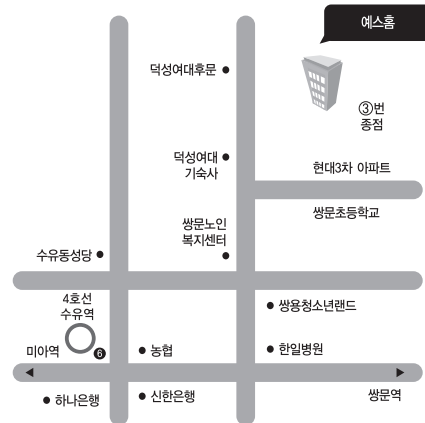 예스홈
덕성여대후문
③번
종점
덕성여대
기숙사
현대3차 아파트
쌍문초등학교
쌍문노인
복지센터
수유동성당
4호선
수유역
쌍용청소년랜드
미아역
6
농협
한일병원
쌍문역
하나은행
신한은행